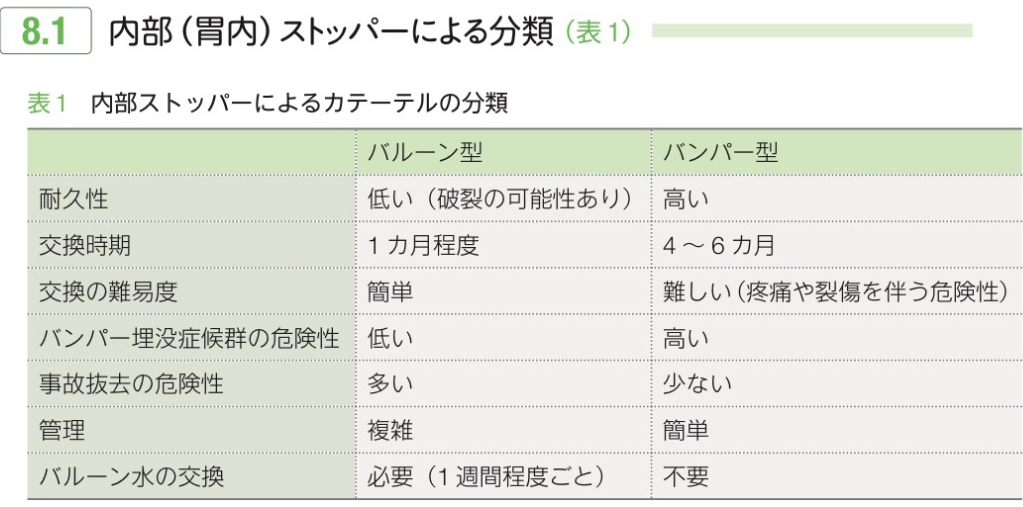 8.1 内部（胃内）ストッパーによる分類（表1）
表1 内部ストッパーによるカテーテルの分類
バルーン型 バンパー型
耐久性 低い（破裂の可能性あり） 高い
交換時期 1カ月程度 4～6カ月
交換の難易度 簡単 難しい（疼痛や裂傷を伴う危険性）
バンパー埋没症候群の危険性 低い 高い
事故抜去の危険性 多い 少ない
管理 複雑 簡単
バルーン水の交換 必要（1週間程度ごと） 不要